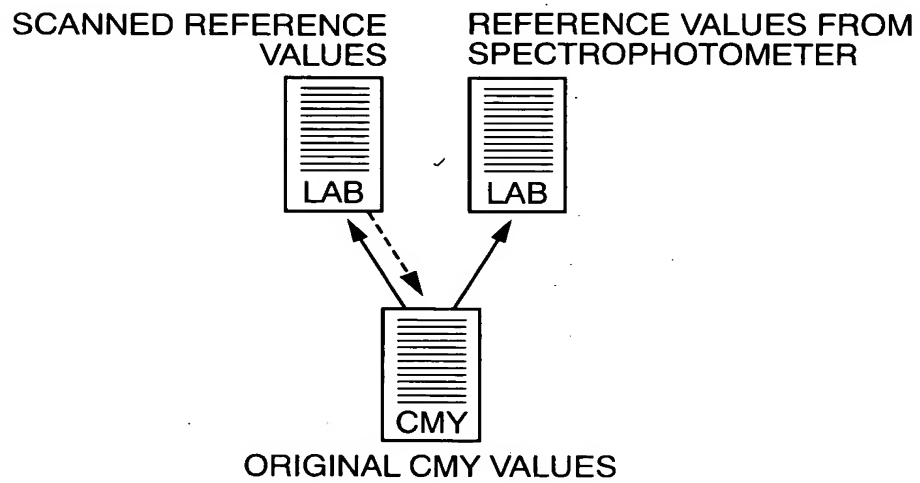 SCANNED REFERENCE
VALUES
REFERENCE VALUES FROM
SPECTROPHOTOMETER
LAB
LAB
CMY
ORIGINAL CMY VALUES